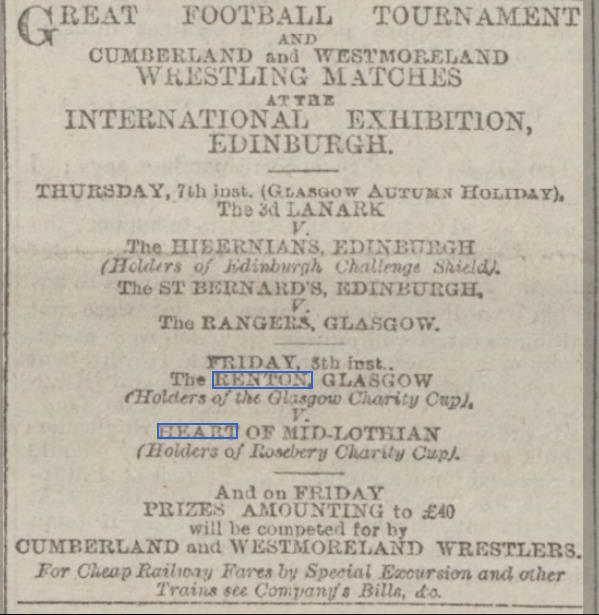 GREAT FOOTBALL TOURNAMENT
AND
CUMBERLAND and WESTMORELAND
WRESTLING MATCHES
AT THE
INTERNATIONAL EXHIBITION,
EDINBURGH.
THURSDAY, 7th inst. (GLASGOW AUTUMN HOLIDAY),
The 3d LANARK
V.
The HIBERNIANS, EDINBURGH
(Holders of Edinburgh Challenge Shield).
The ST BERNARD'S, EDINBURGH,
V.
The RANGERS, GLASGOW.
FRIDAY, 8th inst..
The RENTON, GLASGOW
(Holders of the Glasgow Charity Cup),
V.
HEART OF MID-LOTHIAN
(Holders of Rosebery Charity Cup).
And on FRIDAY
PRIZES AMOUNTING to £40
will be competed for by
CUMBERLAND and WESTMORELAND WRESTLERS.
For Cheap Railway Fares by Special Excursion and other
Trains see Company's Bills, &c.